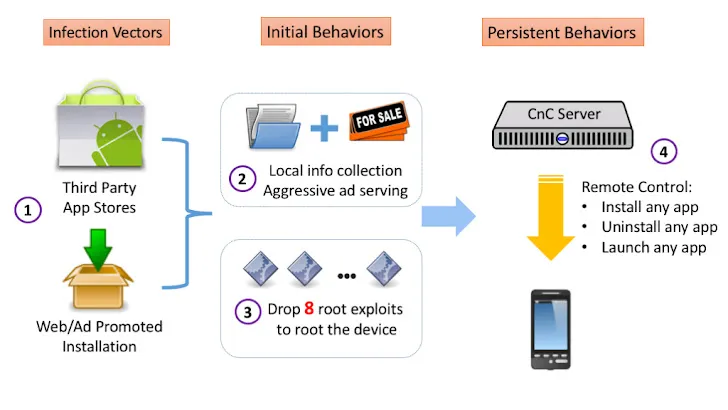 Infection Vectors
Initial Behaviors
Persistent Behaviors
1
Third Party
App Stores
Web/Ad Promoted
Installation
FOR SALE
2
Local info collection
Aggressive ad serving
3
Drop 8 root exploits
to root the device
CnC Server
4
Remote Control:
• Install any app
• Uninstall any app
• Launch any app